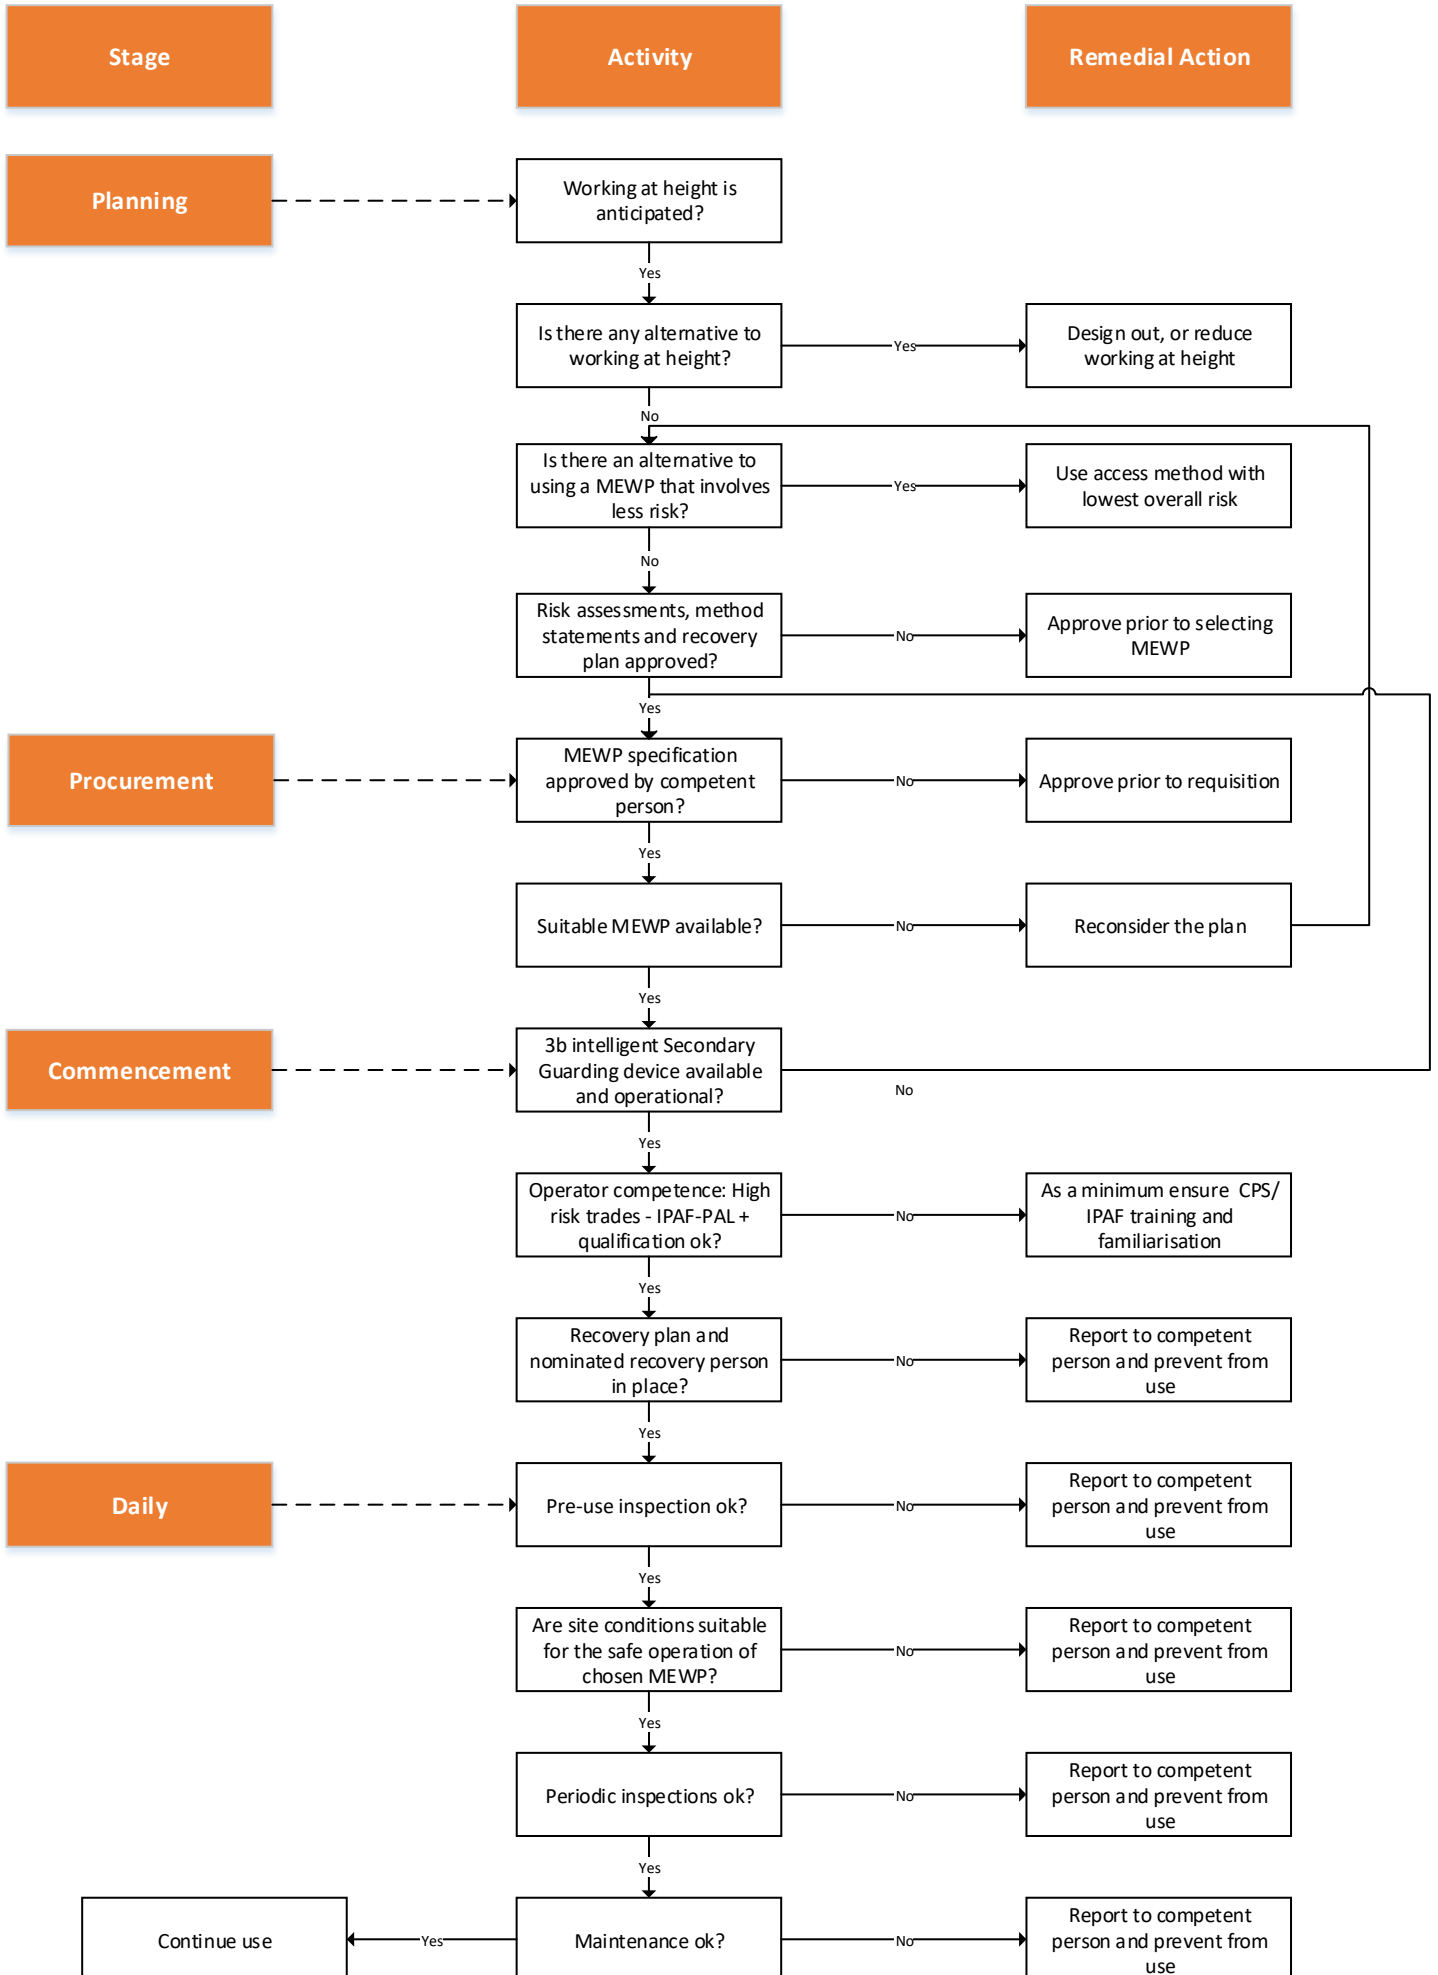 Stage
Activity
Remedial Action
Planning
Working at height is
anticipated?
Yes
Is there any alternative to
working at height?
Yes
Design out, or reduce
working at height
No
Is there an alternative to
using a MEWP that involves
less risk?
Yes
Use access method with
lowest overall risk
No
Risk assessments, method
statements and recovery
plan approved?
No
Approve prior to selecting
MEWP
Yes
Procurement
MEWP specification
approved by competent
person?
No
Approve prior to requisition
Yes
Suitable MEWP available?
No
Reconsider the plan
Yes
Commencement
3b intelligent Secondary
Guarding device available
and operational?
No
Yes
Operator competence: High
risk trades - IPAF-PAL +
qualification ok?
No
As a minimum ensure CPS/
IPAF training and
familiarisation
Yes
Recovery plan and
nominated recovery person
in place?
No
Report to competent
person and prevent from
use
Yes
Daily
Pre-use inspection ok?
No
Report to competent
person and prevent from
use
Yes
Are site conditions suitable
for the safe operation of
chosen MEWP?
No
Report to competent
person and prevent from
use
Yes
Periodic inspections ok?
No
Report to competent
person and prevent from
use
Yes
Continue use
Yes
Maintenance ok?
No
Report to competent
person and prevent from
use